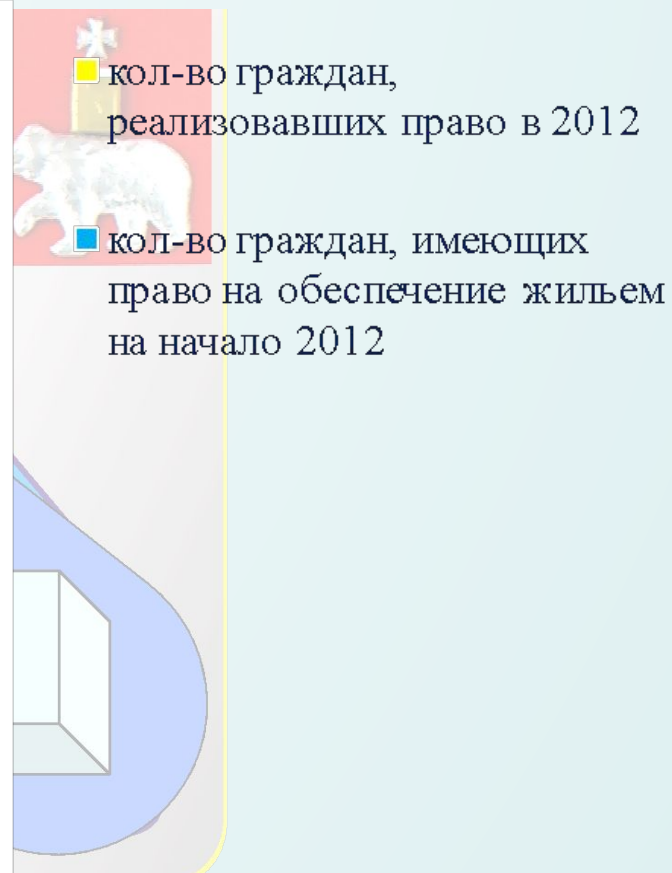 кол-во граждан,
реализовавших право в 2012
кол-во граждан, имеющих
право на обеспечение жильем
на начало 2012